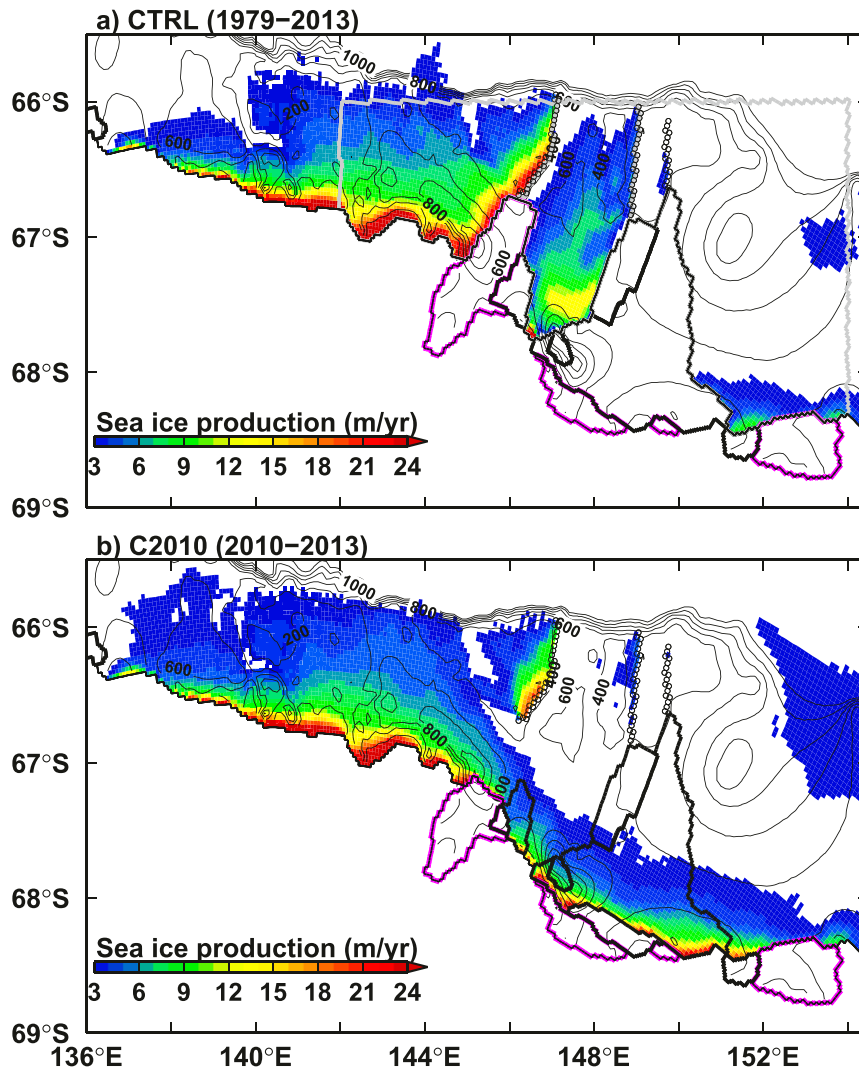 a) CTRL (1979−2013)
1000
800
600
66°S
200
400
600
400
600
800
67°S
600
68°S
Sea ice production (m/yr)
3 6 9 12 15 18 21 24
69°S
b) C2010 (2010−2013)
1000
800
600
66°S
200
400
600
400
600
800
67°S
68°S
Sea ice production (m/yr)
3 6 9 12 15 18 21 24
69°S
136°E 140°E 144°E 148°E 152°E